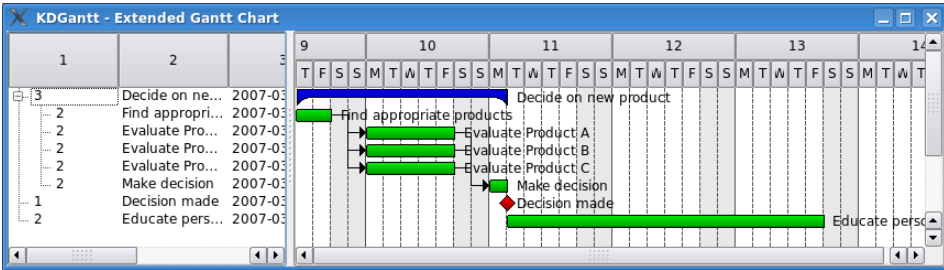 KDGantt - Extended Gantt Chart
1 2 3
9 10 11 12 13 14
T F S S M T W T F S S M T W T F S S M T W T F S S M T W T F S S M T W T
3 Decide on ne... 2007-03
2 Find appropri... 2007-03
2 Evaluate Pro... 2007-03
2 Evaluate Pro... 2007-03
2 Evaluate Pro... 2007-03
2 Make decision 2007-03
1 Decision made 2007-03
2 Educate pers... 2007-03
Decide on new product
Find appropriate products
Evaluate Product A
Evaluate Product B
Evaluate Product C
Make decision
Decision made
Educate perso